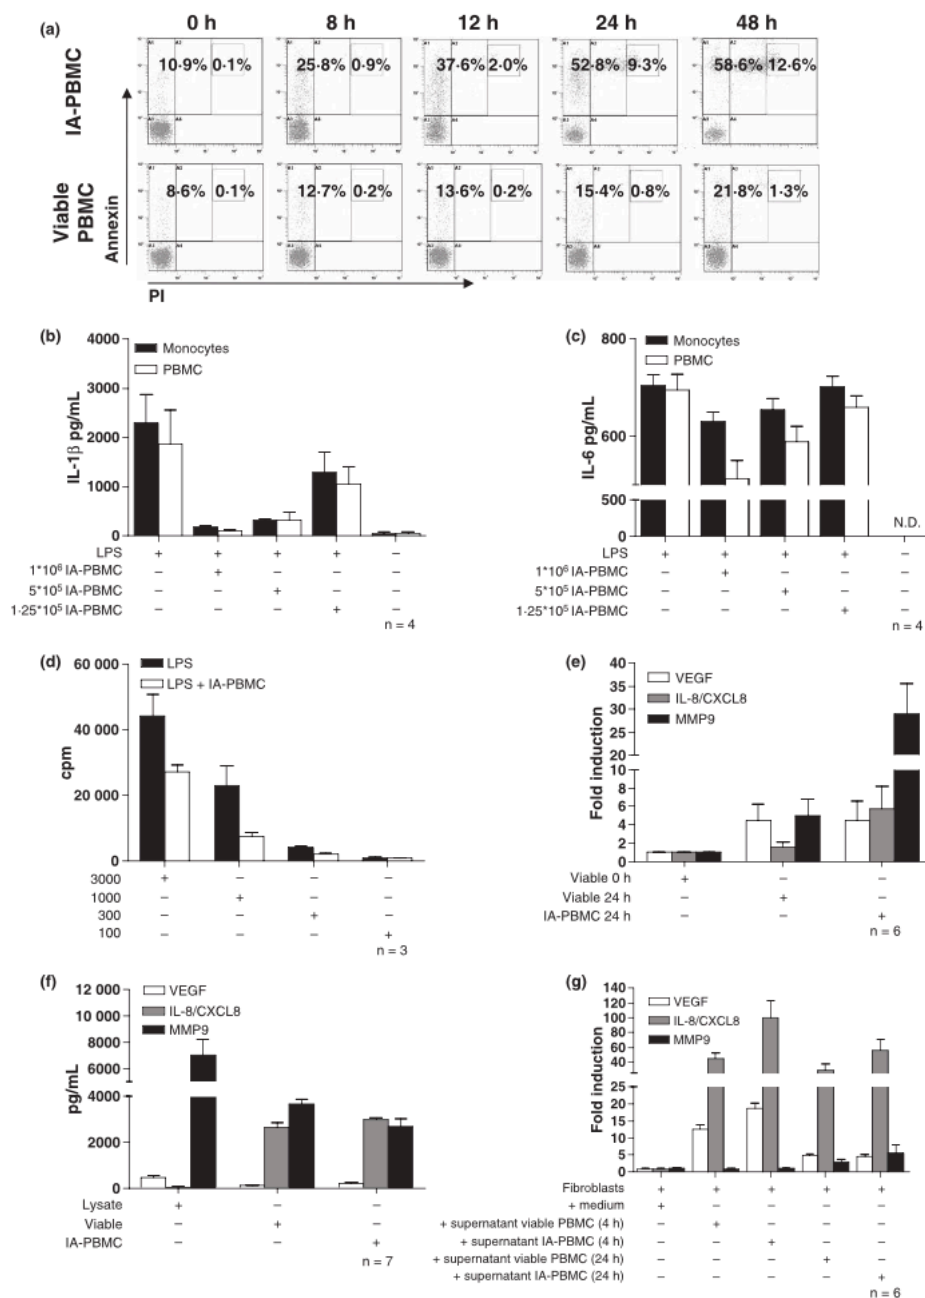 (a)
0 h 8 h 12 h 24 h 48 h
IA-PBMC
10·9% 0·1% 25·8% 0·9% 37·6% 2·0% 52·8% 9·3% 58·6% 12·6%
Viable PBMC
Annexin
8·6% 0·1% 12·7% 0·2% 13·6% 0·2% 15·4% 0·8% 21·8% 1·3%
PI
(b)
IL-1β pg/mL
4000
3000
2000
1000
0
Monocytes
PBMC
LPS + + + + –
1*10⁶ IA-PBMC – + – – –
5*10⁵ IA-PBMC – – + – –
1·25*10⁵ IA-PBMC – – – + –
n = 4
(c)
IL-6 pg/mL
800
600
500
0
Monocytes
PBMC
N.D.
LPS + + + + –
1*10⁶ IA-PBMC – + – – –
5*10⁵ IA-PBMC – – + – –
1·25*10⁵ IA-PBMC – – – + –
n = 4
(d)
cpm
60 000
40 000
20 000
0
LPS
LPS + IA-PBMC
3000 + – – –
1000 – + – –
300 – – + –
100 – – – +
n = 3
(e)
Fold induction
40
35
30
25
20
10
8
6
4
2
0
VEGF
IL-8/CXCL8
MMP9
Viable 0 h + – –
Viable 24 h – + –
IA-PBMC 24 h – – +
n = 6
(f)
pg/mL
12 000
10 000
8000
6000
4000
2000
0
VEGF
IL-8/CXCL8
MMP9
Lysate + – –
Viable – + –
IA-PBMC – – +
n = 7
(g)
Fold induction
140
120
100
80
60
40
20
25
20
15
10
5
0
VEGF
IL-8/CXCL8
MMP9
Fibroblasts + + + + +
+ medium + – – – –
+ supernatant viable PBMC (4 h) – + – – –
+ supernatant IA-PBMC (4 h) – – + – –
+ supernatant viable PBMC (24 h) – – – + –
+ supernatant IA-PBMC (24 h) – – – – +
n = 6